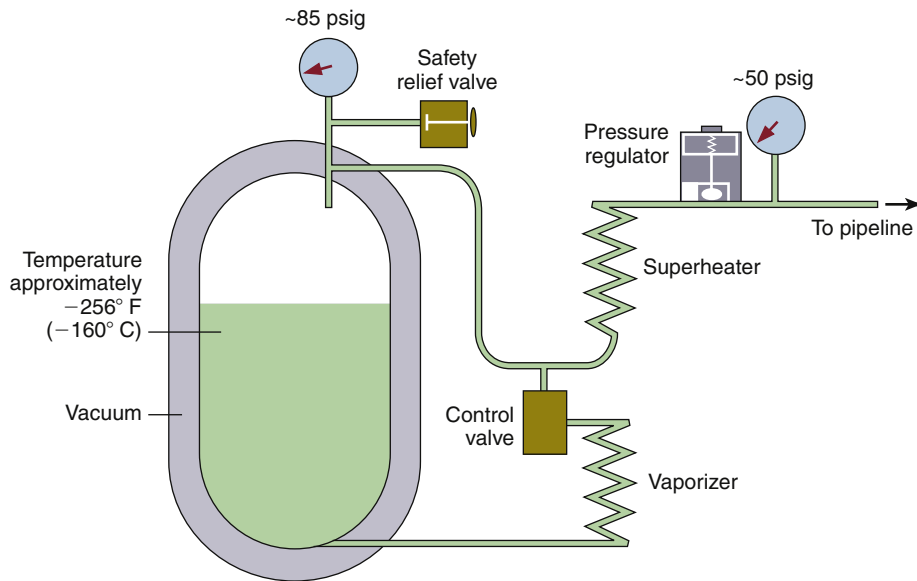 ~85 psig
Safety
relief valve
~50 psig
Pressure
regulator
To pipeline
Superheater
Temperature
approximately
−256° F
(−160° C)
Vacuum
Control
valve
Vaporizer